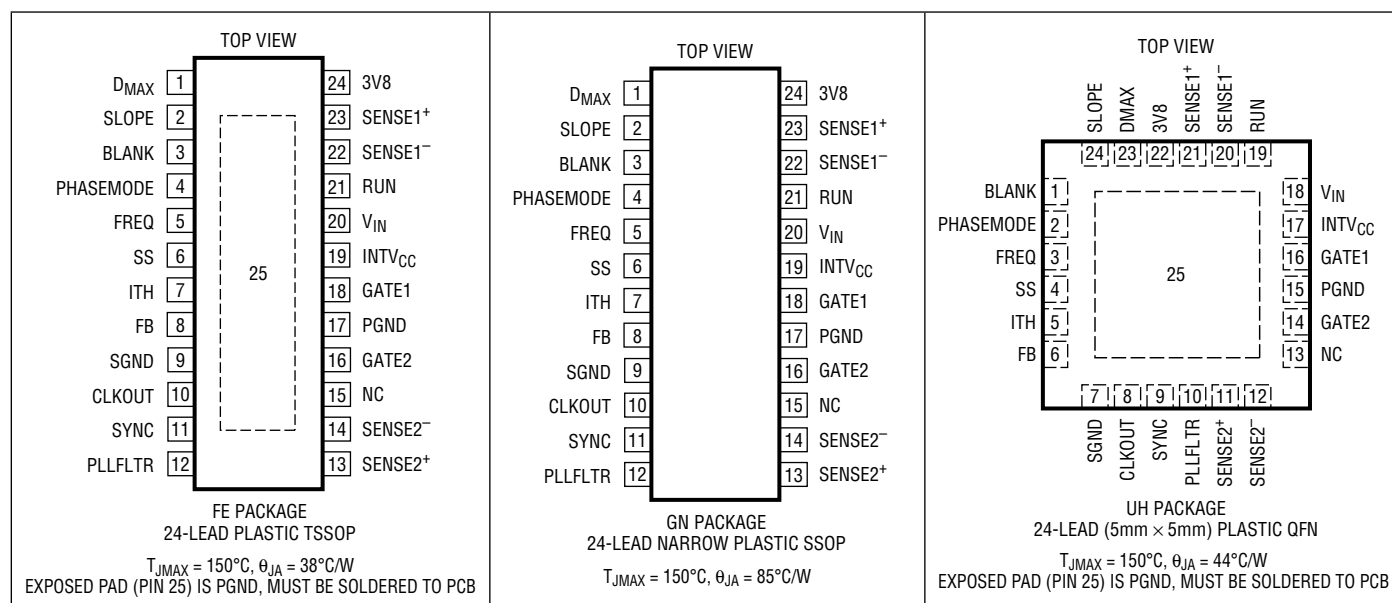 TOP VIEW
DMAX 1
SLOPE 2
BLANK 3
PHASEMODE 4
FREQ 5
SS 6
ITH 7
FB 8
SGND 9
CLKOUT 10
SYNC 11
PLLFLTR 12
25
24 3V8
23 SENSE1+
22 SENSE1–
21 RUN
20 VIN
19 INTVCC
18 GATE1
17 PGND
16 GATE2
15 NC
14 SENSE2–
13 SENSE2+
FE PACKAGE
24-LEAD PLASTIC TSSOP
TJMAX = 150°C, θJA = 38°C/W
EXPOSED PAD (PIN 25) IS PGND, MUST BE SOLDERED TO PCB
TOP VIEW
DMAX 1
SLOPE 2
BLANK 3
PHASEMODE 4
FREQ 5
SS 6
ITH 7
FB 8
SGND 9
CLKOUT 10
SYNC 11
PLLFLTR 12
24 3V8
23 SENSE1+
22 SENSE1–
21 RUN
20 VIN
19 INTVCC
18 GATE1
17 PGND
16 GATE2
15 NC
14 SENSE2–
13 SENSE2+
GN PACKAGE
24-LEAD NARROW PLASTIC SSOP
TJMAX = 150°C, θJA = 85°C/W
TOP VIEW
SLOPE DMAX 3V8 SENSE1+ SENSE1– RUN
24 23 22 21 20 19
BLANK 1
PHASEMODE 2
FREQ 3
SS 4
ITH 5
FB 6
25
18 VIN
17 INTVCC
16 GATE1
15 PGND
14 GATE2
13 NC
7 8 9 10 11 12
SGND CLKOUT SYNC PLLFLTR SENSE2+ SENSE2–
UH PACKAGE
24-LEAD (5mm × 5mm) PLASTIC QFN
TJMAX = 150°C, θJA = 44°C/W
EXPOSED PAD (PIN 25) IS PGND, MUST BE SOLDERED TO PCB